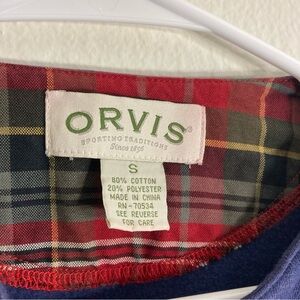 ORVIS®
SPORTING TRADITIONS
Since 1856
S
80% COTTON
20% POLYESTER
MADE IN CHINA
RN-70534
SEE REVERSE
FOR CARE